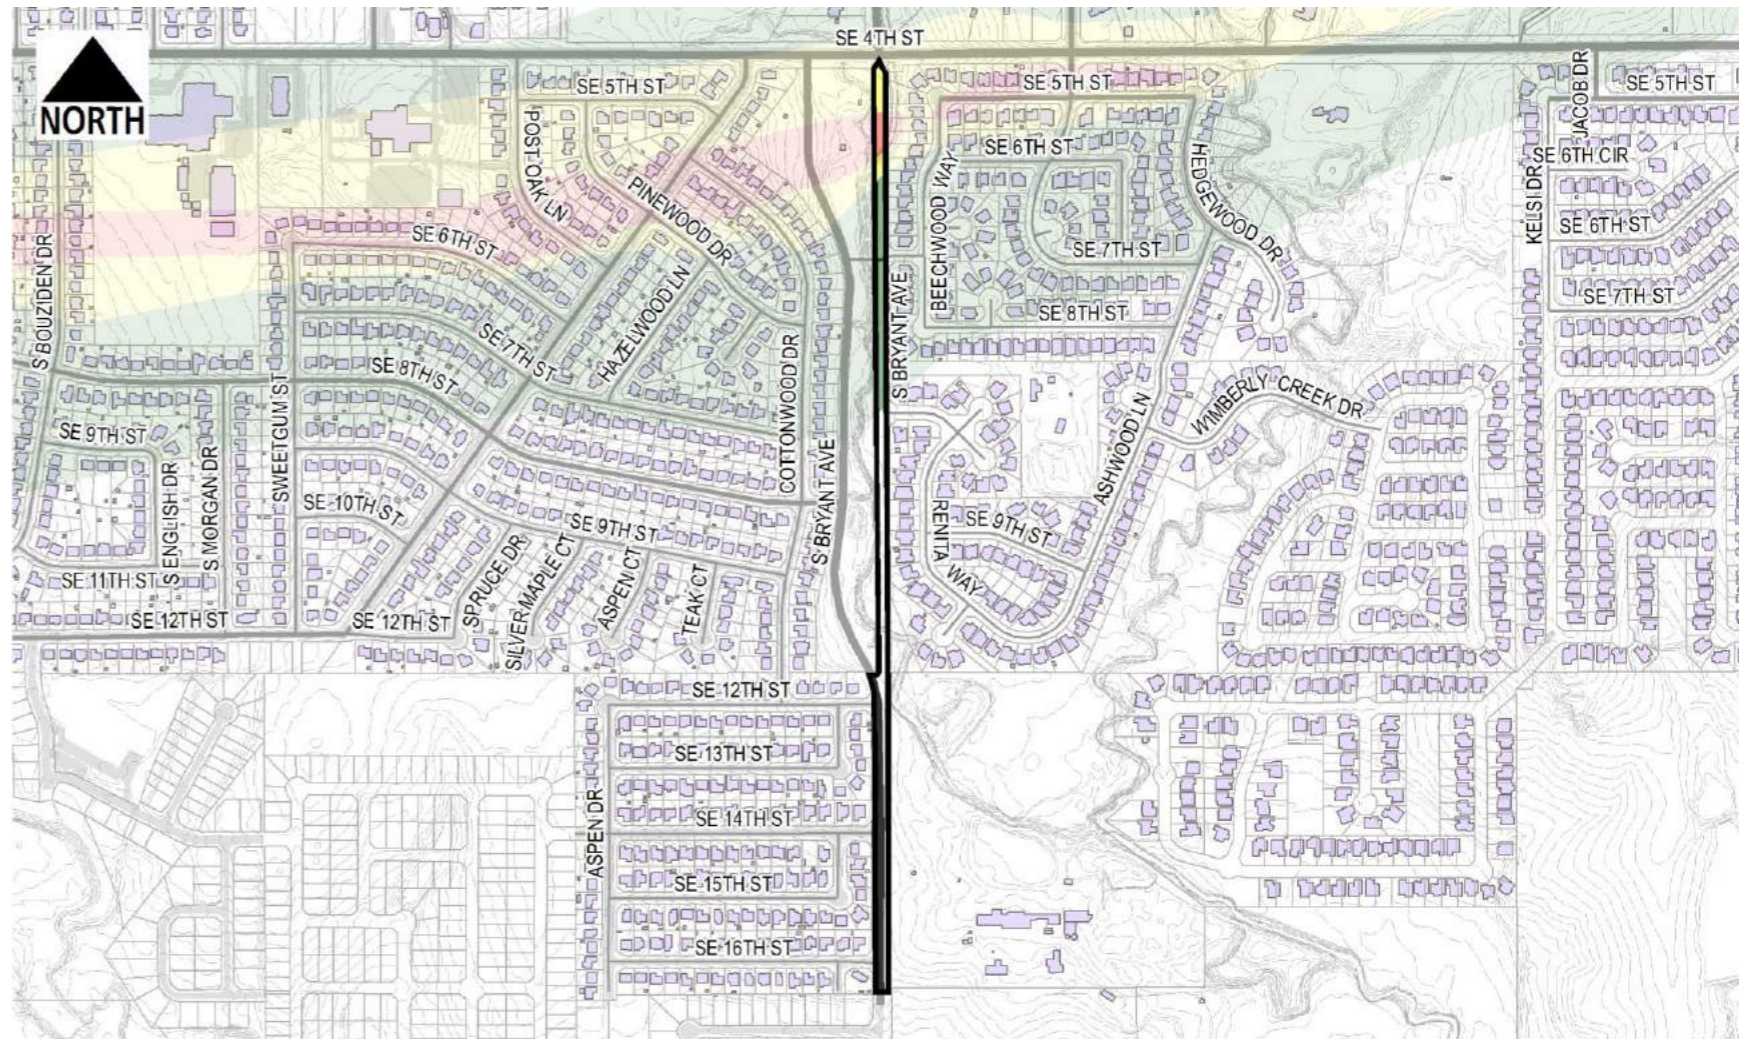 SE 4TH ST
NORTH
SE 5TH ST
SE 5TH ST
JACOB DR
SE 5TH ST
POST OAK LN
SE 6TH ST
HEDGEWOOD DR
SE 6TH CIR
BEECHWOOD WAY
PINEWOOD DR
KELSI DR
SE 6TH ST
SE 6TH ST
S BOUZIDEN DR
SE 7TH ST
HAZELWOOD LN
SE 7TH ST
SE 8TH ST
S BRYANT AVE
SE 7TH ST
SE 8TH ST
COTTONWOOD DR
WIMBERLY CREEK DR
SE 9TH ST
SWEETGUM ST
ASHWOOD LN
S ENGLISH DR
S MORGAN DR
SE 10TH ST
SE 9TH ST
S BRYANT AVE
RENITA WAY
SE 9TH ST
SE 11TH ST
SPRUCE DR
SILVER MAPLE CT
ASPEN CT
TEAK CT
SE 12TH ST
SE 12TH ST
SE 12TH ST
SE 13TH ST
ASPEN DR
SE 14TH ST
SE 15TH ST
SE 16TH ST